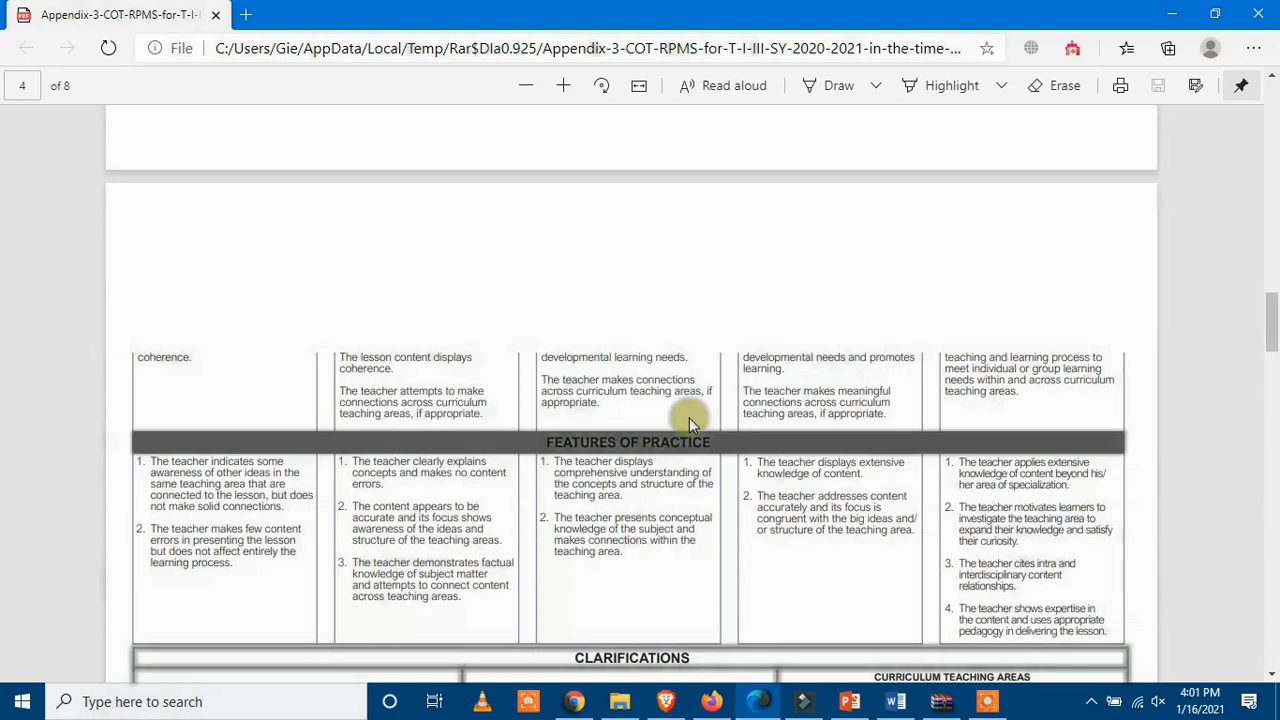 Appendix-3-COT-RPMS-for-T-I-I
File
C:/Users/Gie/AppData/Local/Temp/Rar$DIa0.925/Appendix-3-COT-RPMS-for-T-I-III-SY-2020-2021-in-the-time-...
4
of 8
Read aloud
Draw
Highlight
Erase
coherence.
The lesson content displays
coherence.
The teacher attempts to make
connections across curriculum
teaching areas, if appropriate.
developmental learning needs.
The teacher makes connections
across curriculum teaching areas, if
appropriate.
developmental needs and promotes
learning.
The teacher makes meaningful
connections across curriculum
teaching areas, if appropriate.
teaching and learning process to
meet individual or group learning
needs within and across curriculum
teaching areas.
FEATURES OF PRACTICE
1. The teacher indicates some
awareness of other ideas in the
same teaching area that are
connected to the lesson, but does
not make solid connections.
2. The teacher makes few content
errors in presenting the lesson
but does not affect entirely the
learning process.
1. The teacher clearly explains
concepts and makes no content
errors.
2. The content appears to be
accurate and its focus shows
awareness of the ideas and
structure of the teaching areas.
3. The teacher demonstrates factual
knowledge of subject matter
and attempts to connect content
across teaching areas.
1. The teacher displays
comprehensive understanding of
the concepts and structure of the
teaching area.
2. The teacher presents conceptual
knowledge of the subject and
makes connections within the
teaching area.
1. The teacher displays extensive
knowledge of content.
2. The teacher addresses content
accurately and its focus is
congruent with the big ideas and/
or structure of the teaching area.
1. The teacher applies extensive
knowledge of content beyond his/
her area of specialization.
2. The teacher motivates learners to
investigate the teaching area to
expand their knowledge and satisfy
their curiosity.
3. The teacher cites intra and
interdisciplinary content
relationships.
4. The teacher shows expertise in
the content and uses appropriate
pedagogy in delivering the lesson.
CLARIFICATIONS
CURRICULUM TEACHING AREAS
Type here to search
4:01 PM
1/16/2021